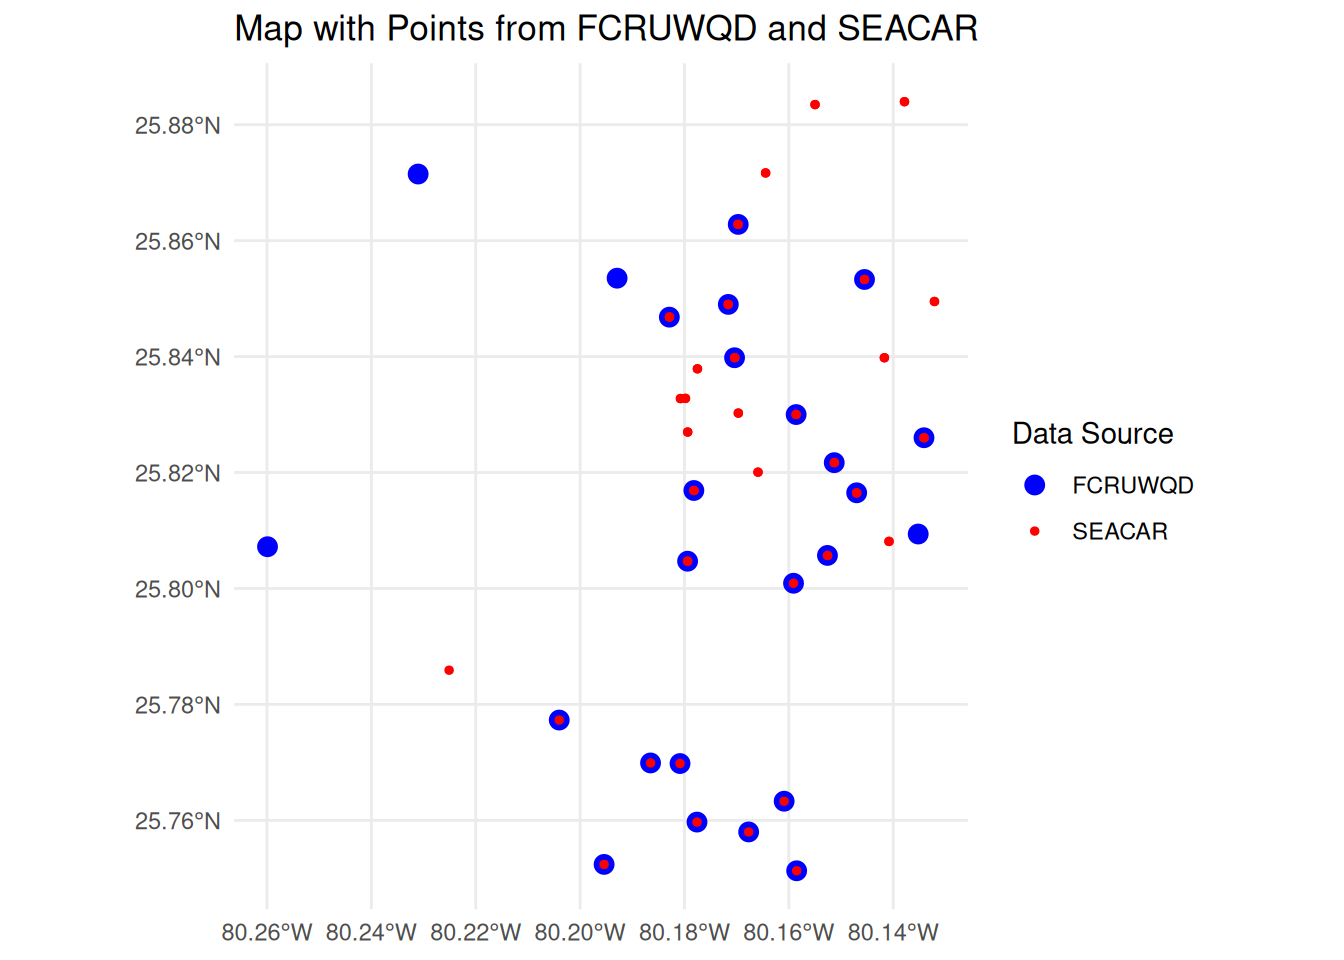 Map with Points from FCRUWQD and SEACAR
25.88°N
25.86°N
25.84°N
25.82°N
25.80°N
25.78°N
25.76°N
80.26°W 80.24°W 80.22°W 80.20°W 80.18°W 80.16°W 80.14°W
Data Source
FCRUWQD
SEACAR